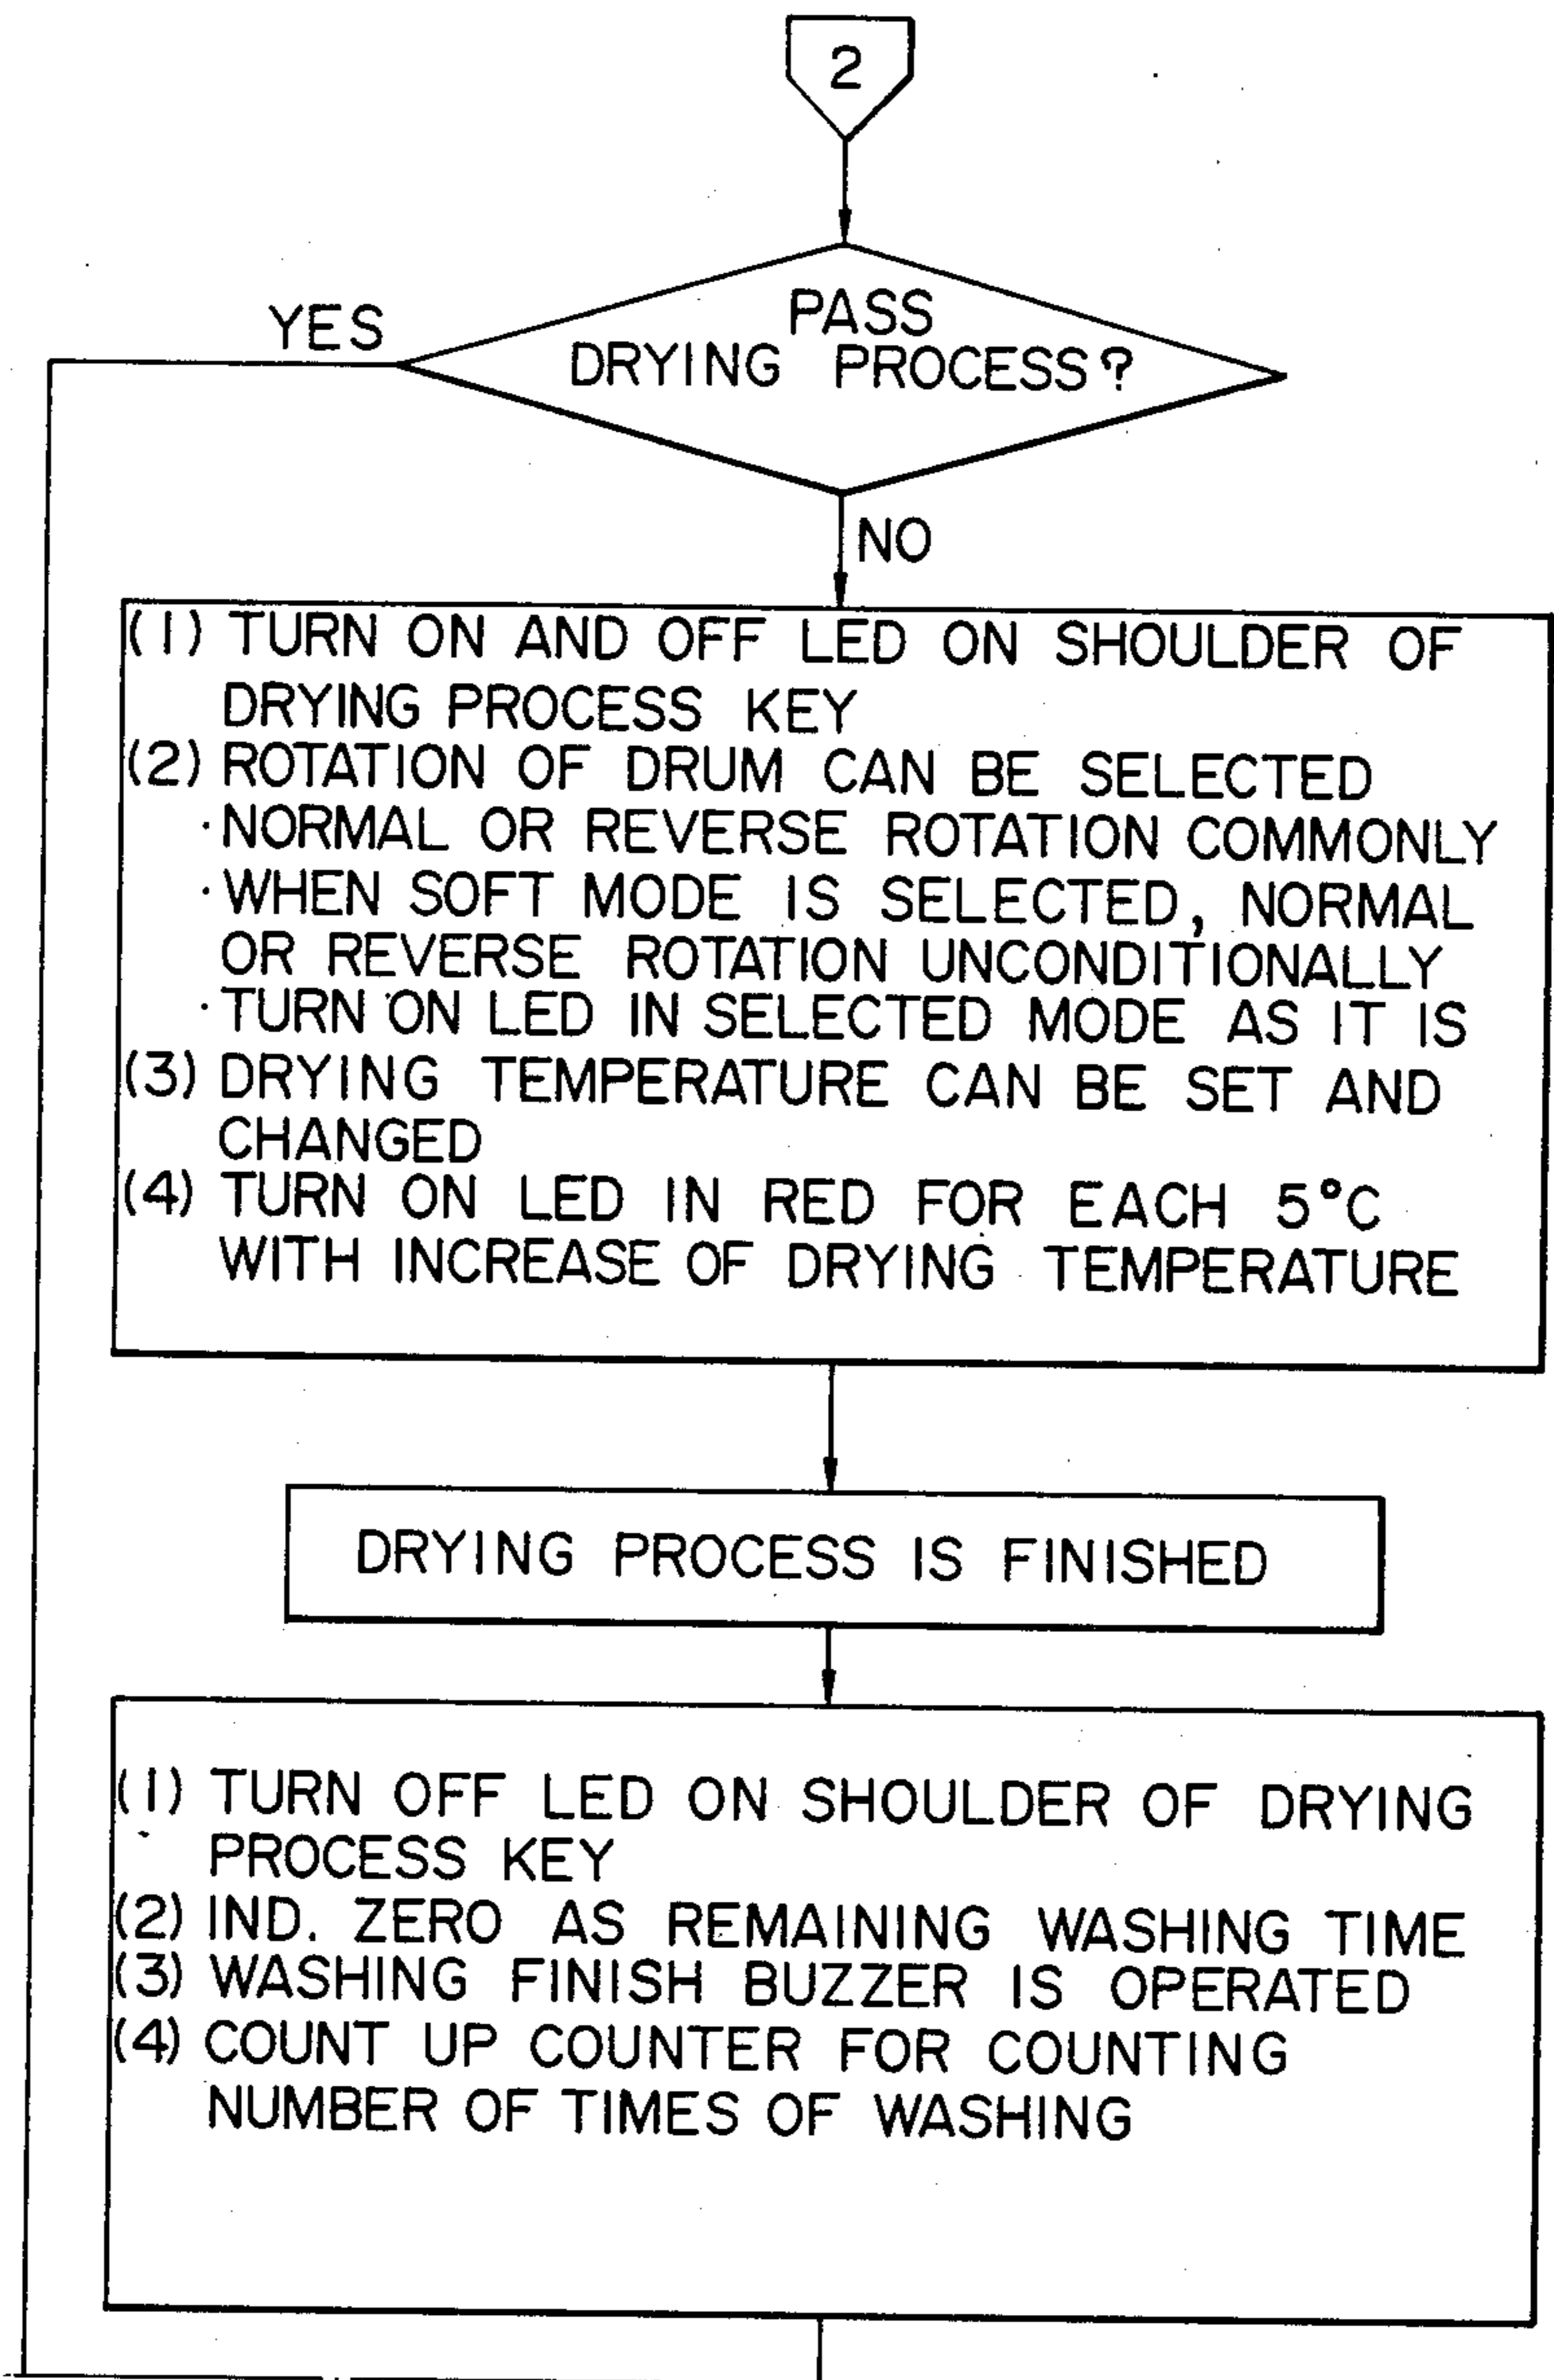 2
PASS
DRYING PROCESS?
YES
NO
(1) TURN ON AND OFF LED ON SHOULDER OF
DRYING PROCESS KEY
(2) ROTATION OF DRUM CAN BE SELECTED
·NORMAL OR REVERSE ROTATION COMMONLY
·WHEN SOFT MODE IS SELECTED, NORMAL
OR REVERSE ROTATION UNCONDITIONALLY
·TURN ON LED IN SELECTED MODE AS IT IS
(3) DRYING TEMPERATURE CAN BE SET AND
CHANGED
(4) TURN ON LED IN RED FOR EACH 5°C
WITH INCREASE OF DRYING TEMPERATURE
DRYING PROCESS IS FINISHED
(1) TURN OFF LED ON SHOULDER OF DRYING
PROCESS KEY
(2) IND. ZERO AS REMAINING WASHING TIME
(3) WASHING FINISH BUZZER IS OPERATED
(4) COUNT UP COUNTER FOR COUNTING
NUMBER OF TIMES OF WASHING